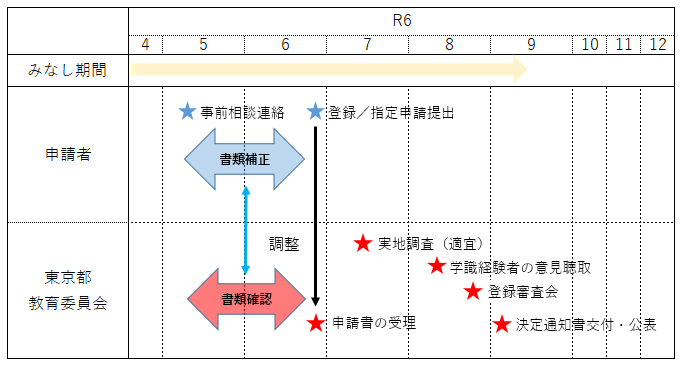 R6
4 5 6 7 8 9 10 11 12
みなし期間
申請者
事前相談連絡
登録／指定申請提出
書類補正
調整
東京都
教育委員会
実地調査（適宜）
学識経験者の意見聴取
登録審査会
書類確認
申請書の受理
決定通知書交付・公表